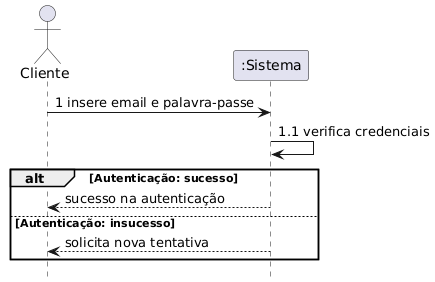 Cliente
:Sistema
1 insere email e palavra-passe
1.1 verifica credenciais
alt [Autenticação: sucesso]
sucesso na autenticação
[Autenticação: insucesso]
solicita nova tentativa